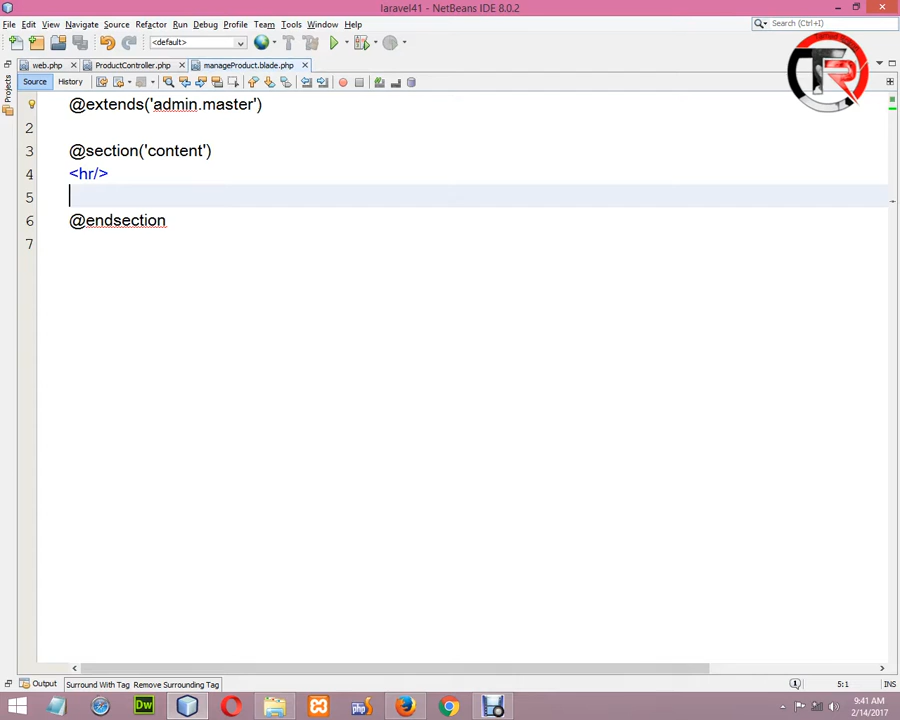 laravel41 - NetBeans IDE 8.0.2
File Edit View Navigate Source Refactor Run Debug Profile Team Tools Window Help
<default>
Search (Ctrl+I)
web.php ProductController.php manageProduct.blade.php
Source History
Projects
@extends('admin.master')
2
3 @section('content')
4 <hr/>
5
6 @endsection
7
Output Surround With Tag Remove Surrounding Tag
5:1 INS
9:41 AM
2/14/2017